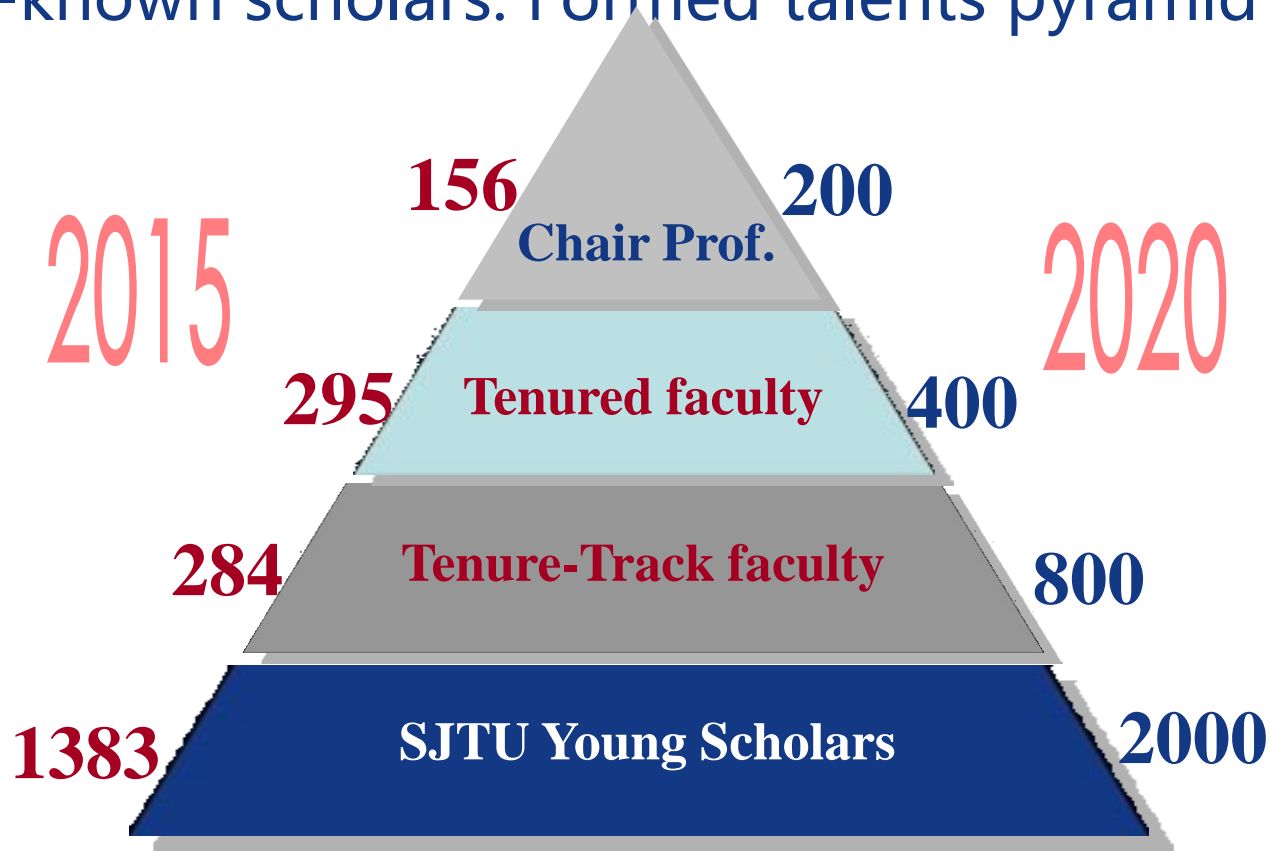 -known scholars. Formed talents pyramid
156
200
Chair Prof.
2015
2020
295
Tenured faculty
400
284
Tenure-Track faculty
800
1383
SJTU Young Scholars
2000